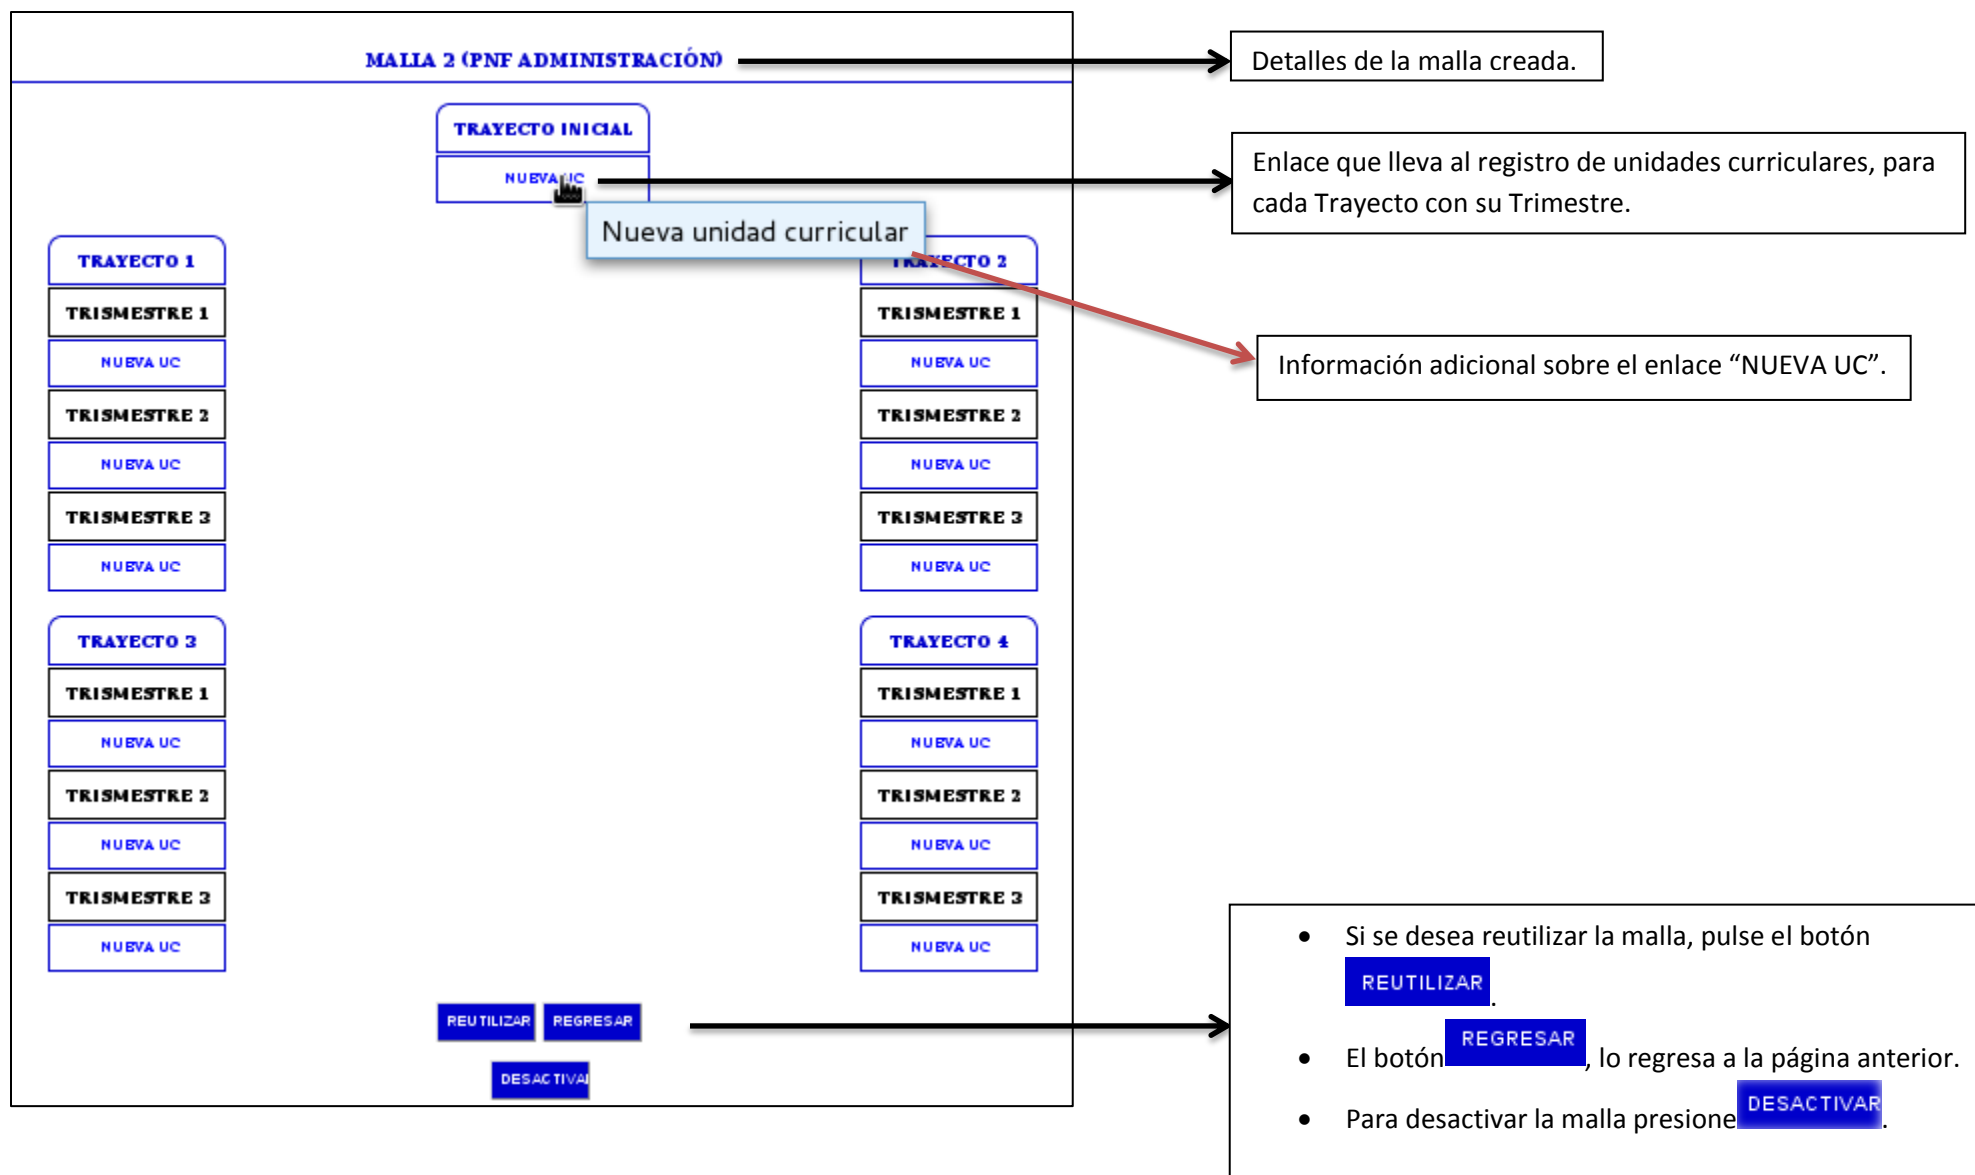 MALLA 2 (PNF ADMINISTRACIÓN)
Detalles de la malla creada.
TRAYECTO INICIAL
NUEVA UC
Nueva unidad curricular
Enlace que lleva al registro de unidades curriculares, para
cada Trayecto con su Trimestre.
Información adicional sobre el enlace “NUEVA UC”.
TRAYECTO 1
TRISMESTRE 1
NUEVA UC
TRISMESTRE 2
NUEVA UC
TRISMESTRE 3
NUEVA UC
TRAYECTO 2
TRISMESTRE 1
NUEVA UC
TRISMESTRE 2
NUEVA UC
TRISMESTRE 3
NUEVA UC
TRAYECTO 3
TRISMESTRE 1
NUEVA UC
TRISMESTRE 2
NUEVA UC
TRISMESTRE 3
NUEVA UC
TRAYECTO 4
TRISMESTRE 1
NUEVA UC
TRISMESTRE 2
NUEVA UC
TRISMESTRE 3
NUEVA UC
REUTILIZAR REGRESAR
DESACTIVAR
• Si se desea reutilizar la malla, pulse el botón
REUTILIZAR.
• El botón REGRESAR, lo regresa a la página anterior.
• Para desactivar la malla presione DESACTIVAR.